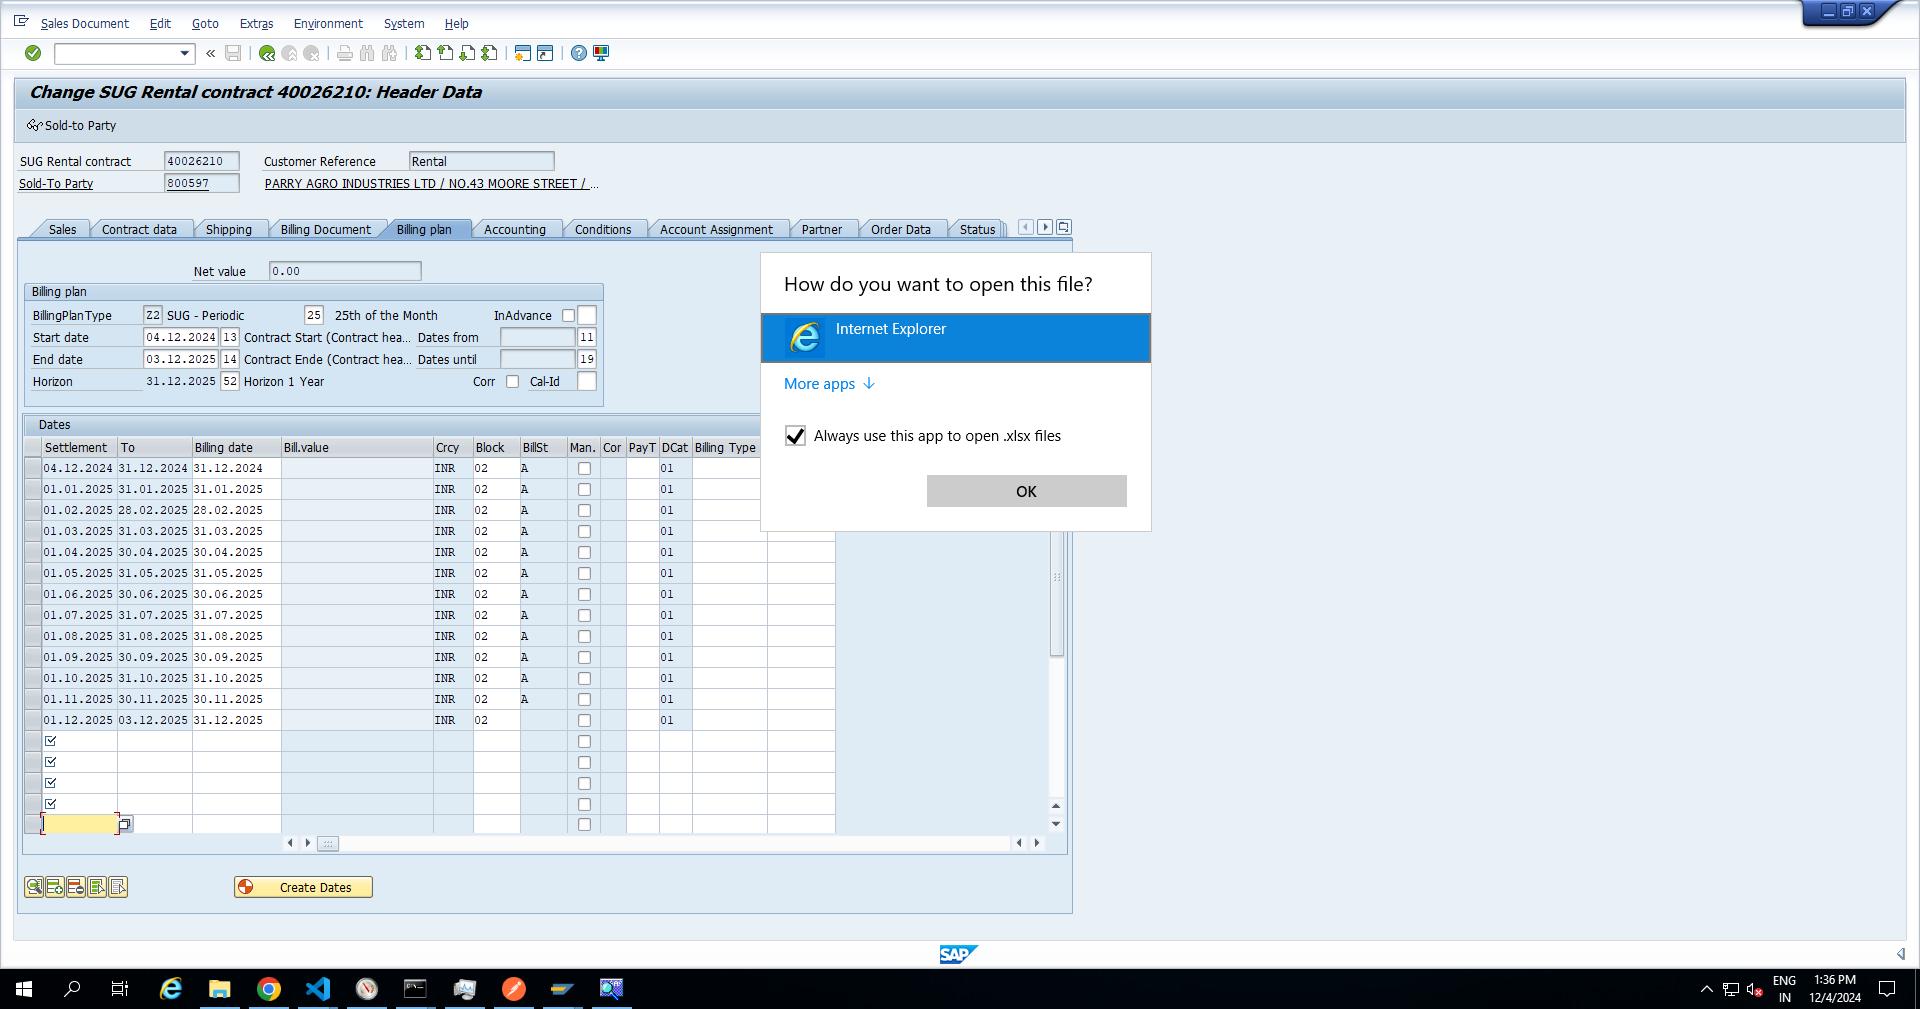 Sales Document Edit Goto Extras Environment System Help
Change SUG Rental contract 40026210: Header Data
Sold-to Party
SUG Rental contract 40026210 Customer Reference Rental
Sold-To Party 800597 PARRY AGRO INDUSTRIES LTD / NO.43 MOORE STREET / ...
Sales Contract data Shipping Billing Document Billing plan Accounting Conditions Account Assignment Partner Order Data Status
Net value 0.00
Billing plan
BillingPlanType Z2 SUG - Periodic 25 25th of the Month InAdvance
Start date 04.12.2024 13 Contract Start (Contract hea... Dates from 11
End date 03.12.2025 14 Contract Ende (Contract hea... Dates until 19
Horizon 31.12.2025 52 Horizon 1 Year Corr Cal-Id
Dates
Settlement To Billing date Bill.value Crcy Block BillSt Man. Cor PayT DCat Billing Type
04.12.2024 31.12.2024 31.12.2024 INR 02 A 01
01.01.2025 31.01.2025 31.01.2025 INR 02 A 01
01.02.2025 28.02.2025 28.02.2025 INR 02 A 01
01.03.2025 31.03.2025 31.03.2025 INR 02 A 01
01.04.2025 30.04.2025 30.04.2025 INR 02 A 01
01.05.2025 31.05.2025 31.05.2025 INR 02 A 01
01.06.2025 30.06.2025 30.06.2025 INR 02 A 01
01.07.2025 31.07.2025 31.07.2025 INR 02 A 01
01.08.2025 31.08.2025 31.08.2025 INR 02 A 01
01.09.2025 30.09.2025 30.09.2025 INR 02 A 01
01.10.2025 31.10.2025 31.10.2025 INR 02 A 01
01.11.2025 30.11.2025 30.11.2025 INR 02 A 01
01.12.2025 03.12.2025 31.12.2025 INR 02 01
Create Dates
How do you want to open this file?
Internet Explorer
More apps
Always use this app to open .xlsx files
OK
SAP
ENG
IN
1:36 PM
12/4/2024